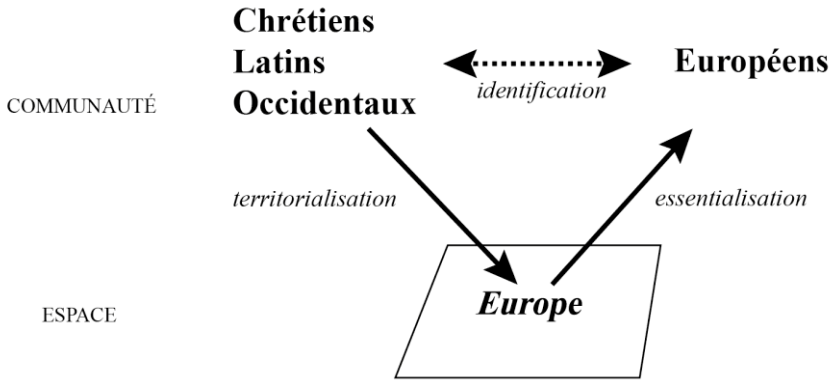 Chrétiens
Latins
Occidentaux
Européens
identification
COMMUNAUTÉ
territorialisation
essentialisation
Europe
ESPACE